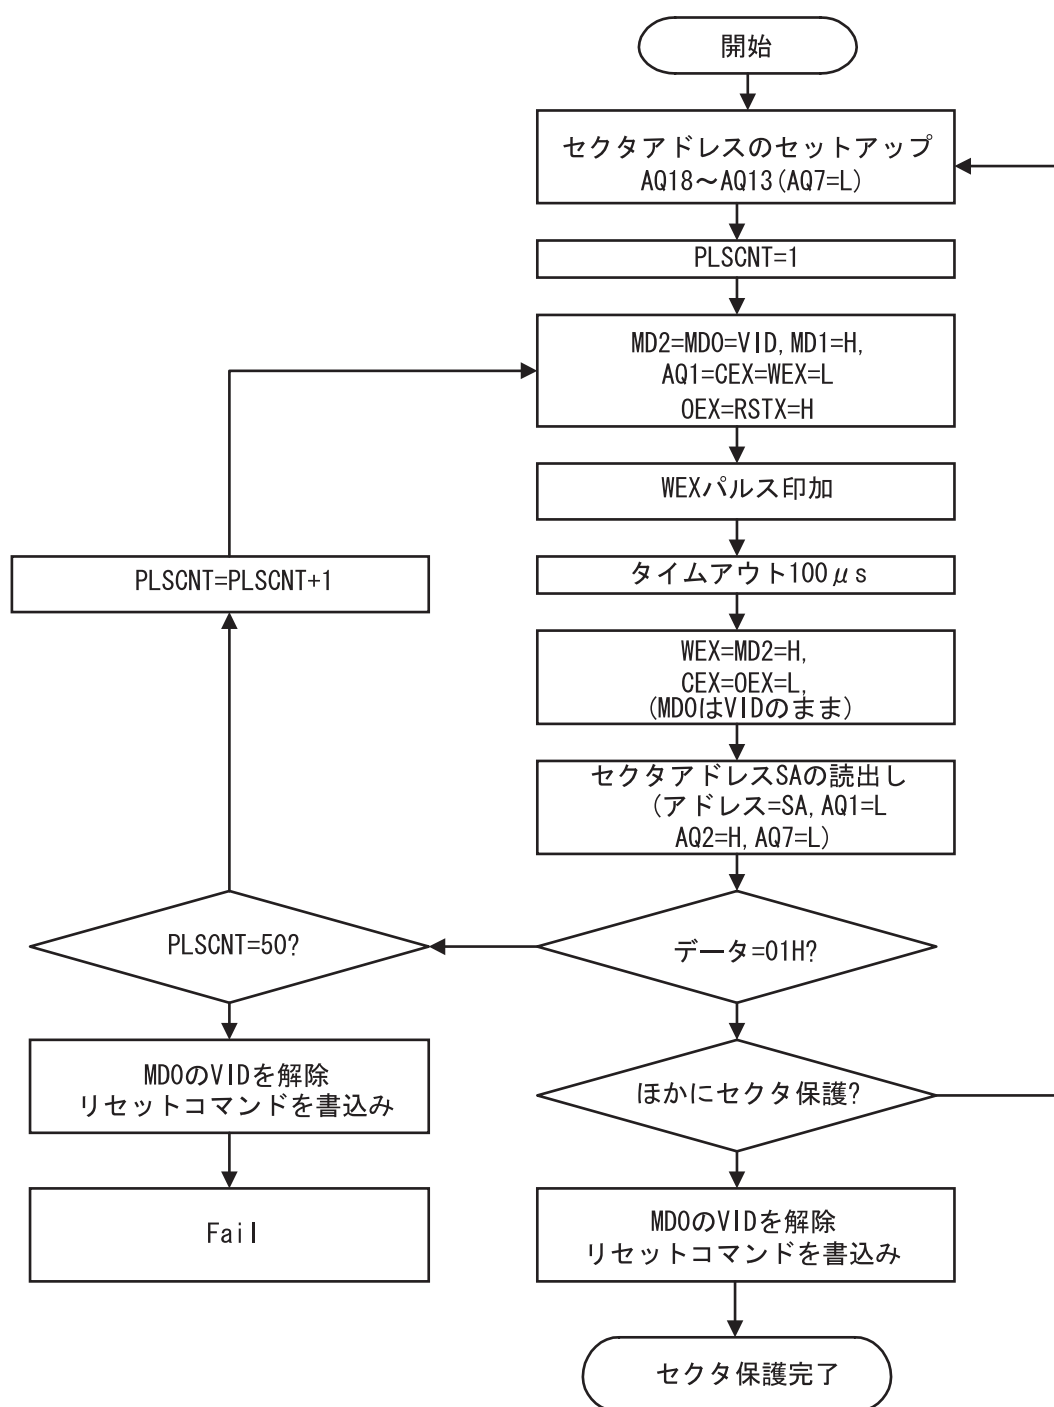 開始
セクタアドレスのセットアップ
AQ18～AQ13(AQ7=L)
PLSCNT=1
MD2=MD0=VID, MD1=H,
AQ1=CEX=WEX=L
OEX=RSTX=H
WEXパルス印加
PLSCNT=PLSCNT+1
タイムアウト100μs
WEX=MD2=H,
CEX=OEX=L,
(MD0はVIDのまま)
セクタアドレスSAの読出し
(アドレス=SA, AQ1=L
AQ2=H, AQ7=L)
PLSCNT=50?
データ=01H?
MD0のVIDを解除
リセットコマンドを書込み
ほかにセクタ保護?
Fail
MD0のVIDを解除
リセットコマンドを書込み
セクタ保護完了